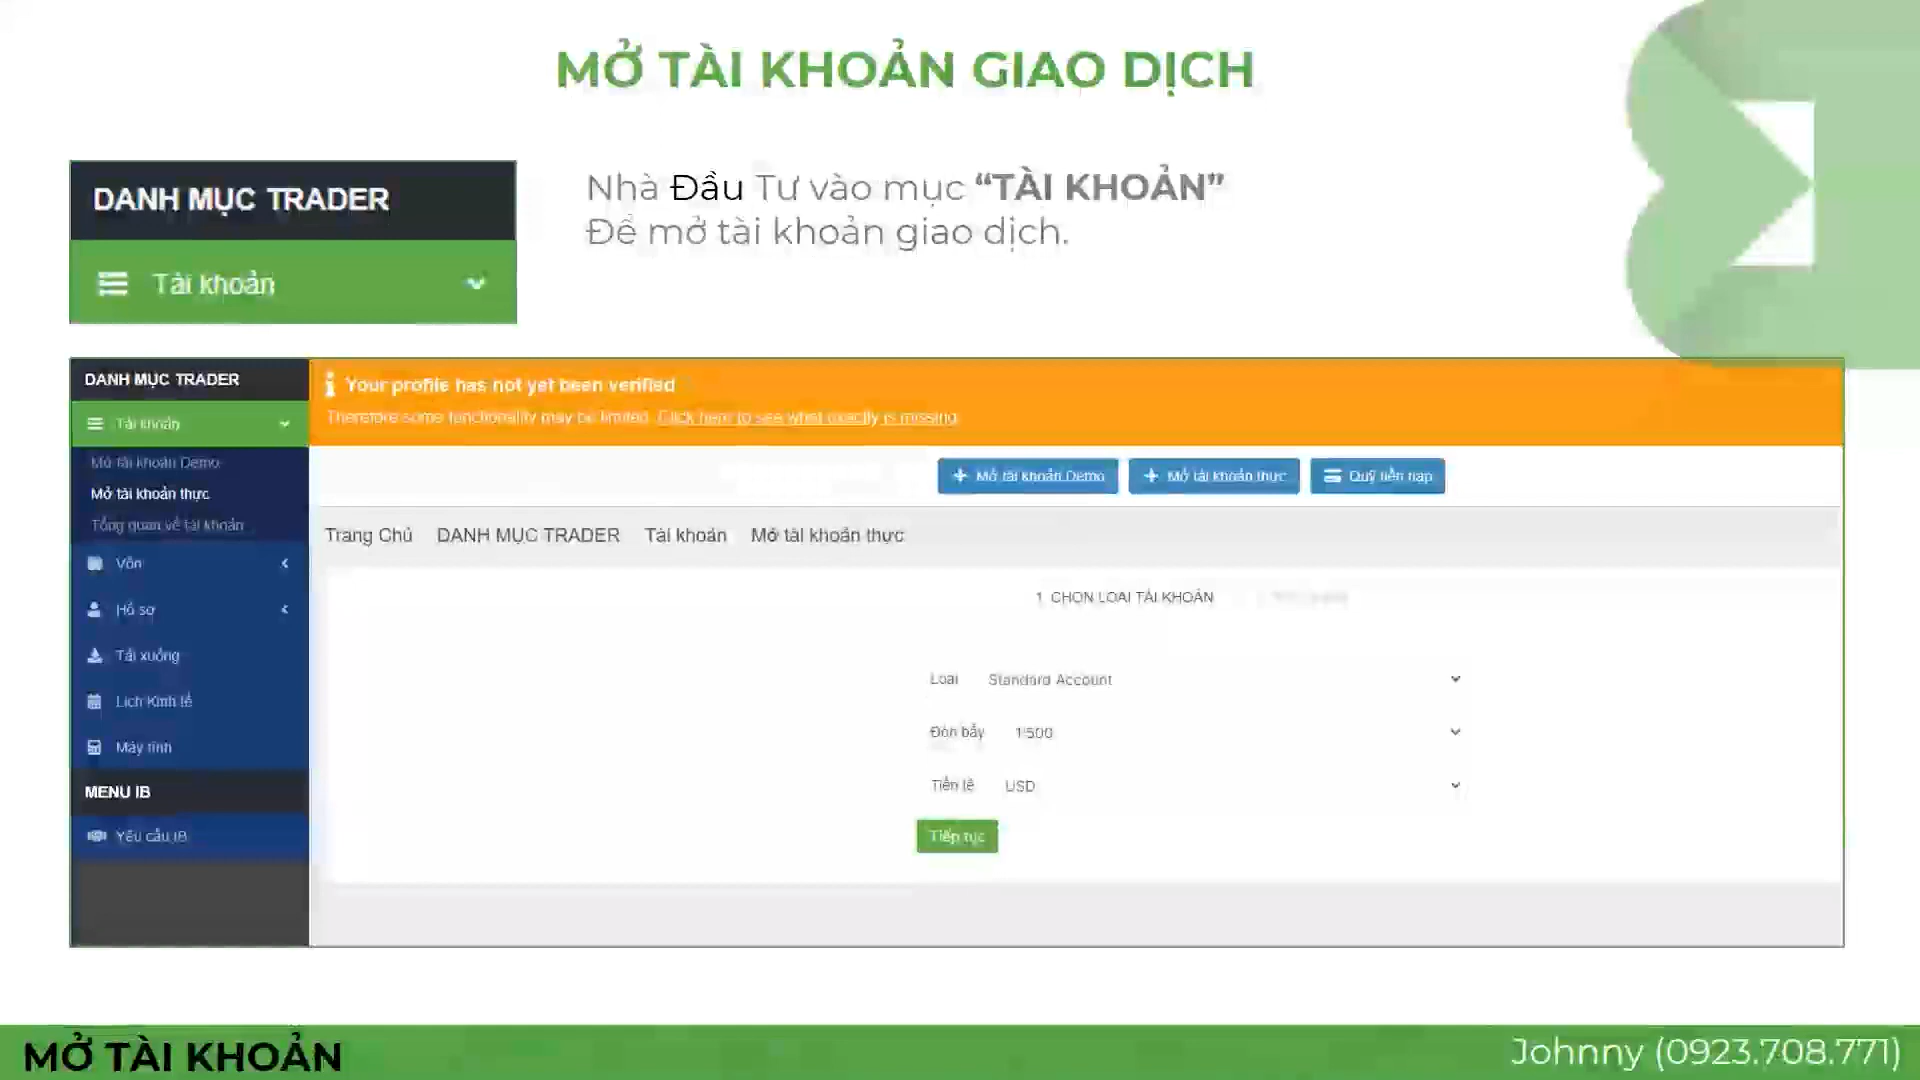 MỞ TÀI KHOẢN GIAO DỊCH
DANH MỤC TRADER
Tài khoản
Nhà Đầu Tư vào mục “TÀI KHOẢN”
Để mở tài khoản giao dịch.
DANH MỤC TRADER
Tài khoản
Mở tài khoản Demo
Mở tài khoản thực
Tổng quan về tài khoản
Vốn
Hồ sơ
Tải xuống
Lịch Kinh tế
Máy tính
MENU IB
Yêu cầu IB
Your profile has not yet been verified
Therefore some functionality may be limited. Click here to see what exactly is missing
Mở tài khoản Demo
Mở tài khoản thực
Quỹ tiền nạp
Trang Chủ DANH MỤC TRADER Tài khoản Mở tài khoản thực
1 CHỌN LOẠI TÀI KHOẢN
Loại Standard Account
Đòn bẩy 1:500
Tiền tệ USD
Tiếp tục
MỞ TÀI KHOẢN
Johnny (0923.708.771)